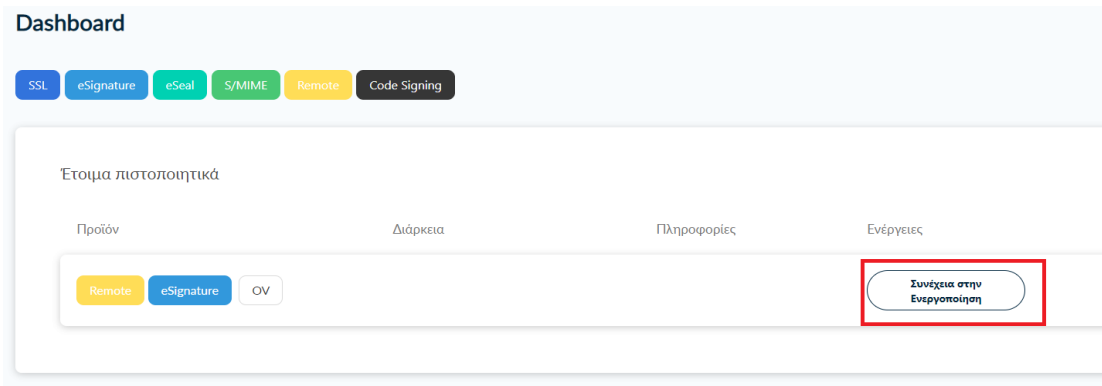 Dashboard
SSL eSignature eSeal S/MIME Remote Code Signing
Έτοιμα πιστοποιητικά
Προϊόν Διάρκεια Πληροφορίες Ενέργειες
Remote eSignature OV
Συνέχεια στην
Ενεργοποίηση